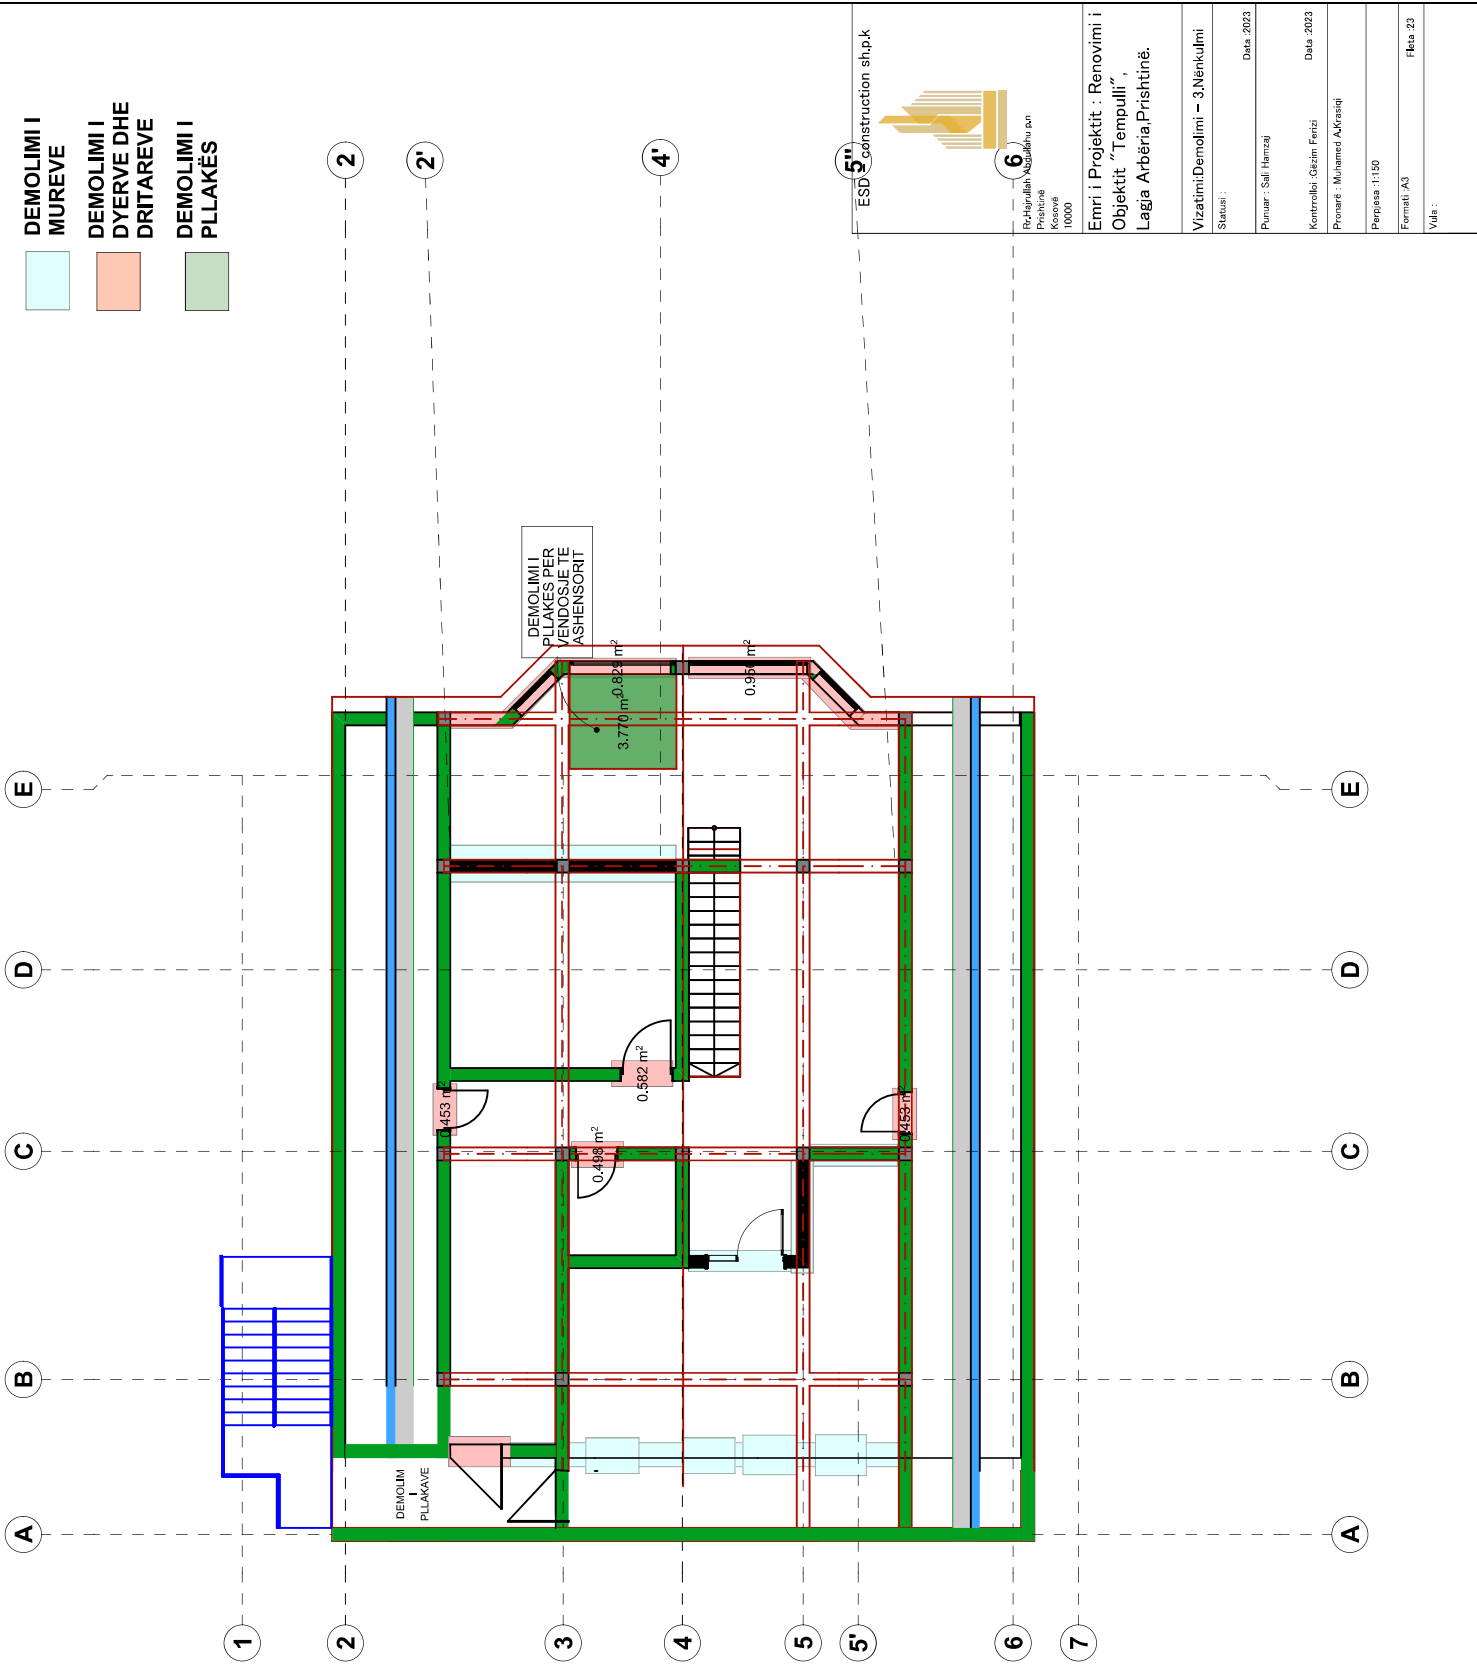 DEMOLIMI I
MUREVE
DEMOLIMI I
DYERVE DHE
DRITAREVE
DEMOLIMI I
PLLAKËS
2
2'
4'
5"
6
DEMOLIMI I
PLLAKES PER
VENDOSJE TE
ASHENSORIT
0.829 m²
3.770 m²
0.582 m²
0.453 m²
0.498 m²
0.453 m²
DEMOLIM
I
PLLAKAVE
E
D
C
B
A
E
D
C
B
A
1
2
3
4
5
5'
6
7
ESD - construction sh.p.k
Rr.Hajrullah Abdullahu p.n
Prishtinë
Kosovë
10000
Emri i Projektit : Renovimi i
Objektit "Tempulli",
Lagja Arbëria,Prishtinë.
Vizatimi:Demolimi - 3.Nënkulmi
Statusi :
Data :2023
Punuar : Sali Hamzaj
Kontrrolloi :Gëzim Ferizi
Data :2023
Pronarë : Muhamed A.Krasiqi
Perpjesa :1:150
Formati :A3
Fleta :23
Vula :